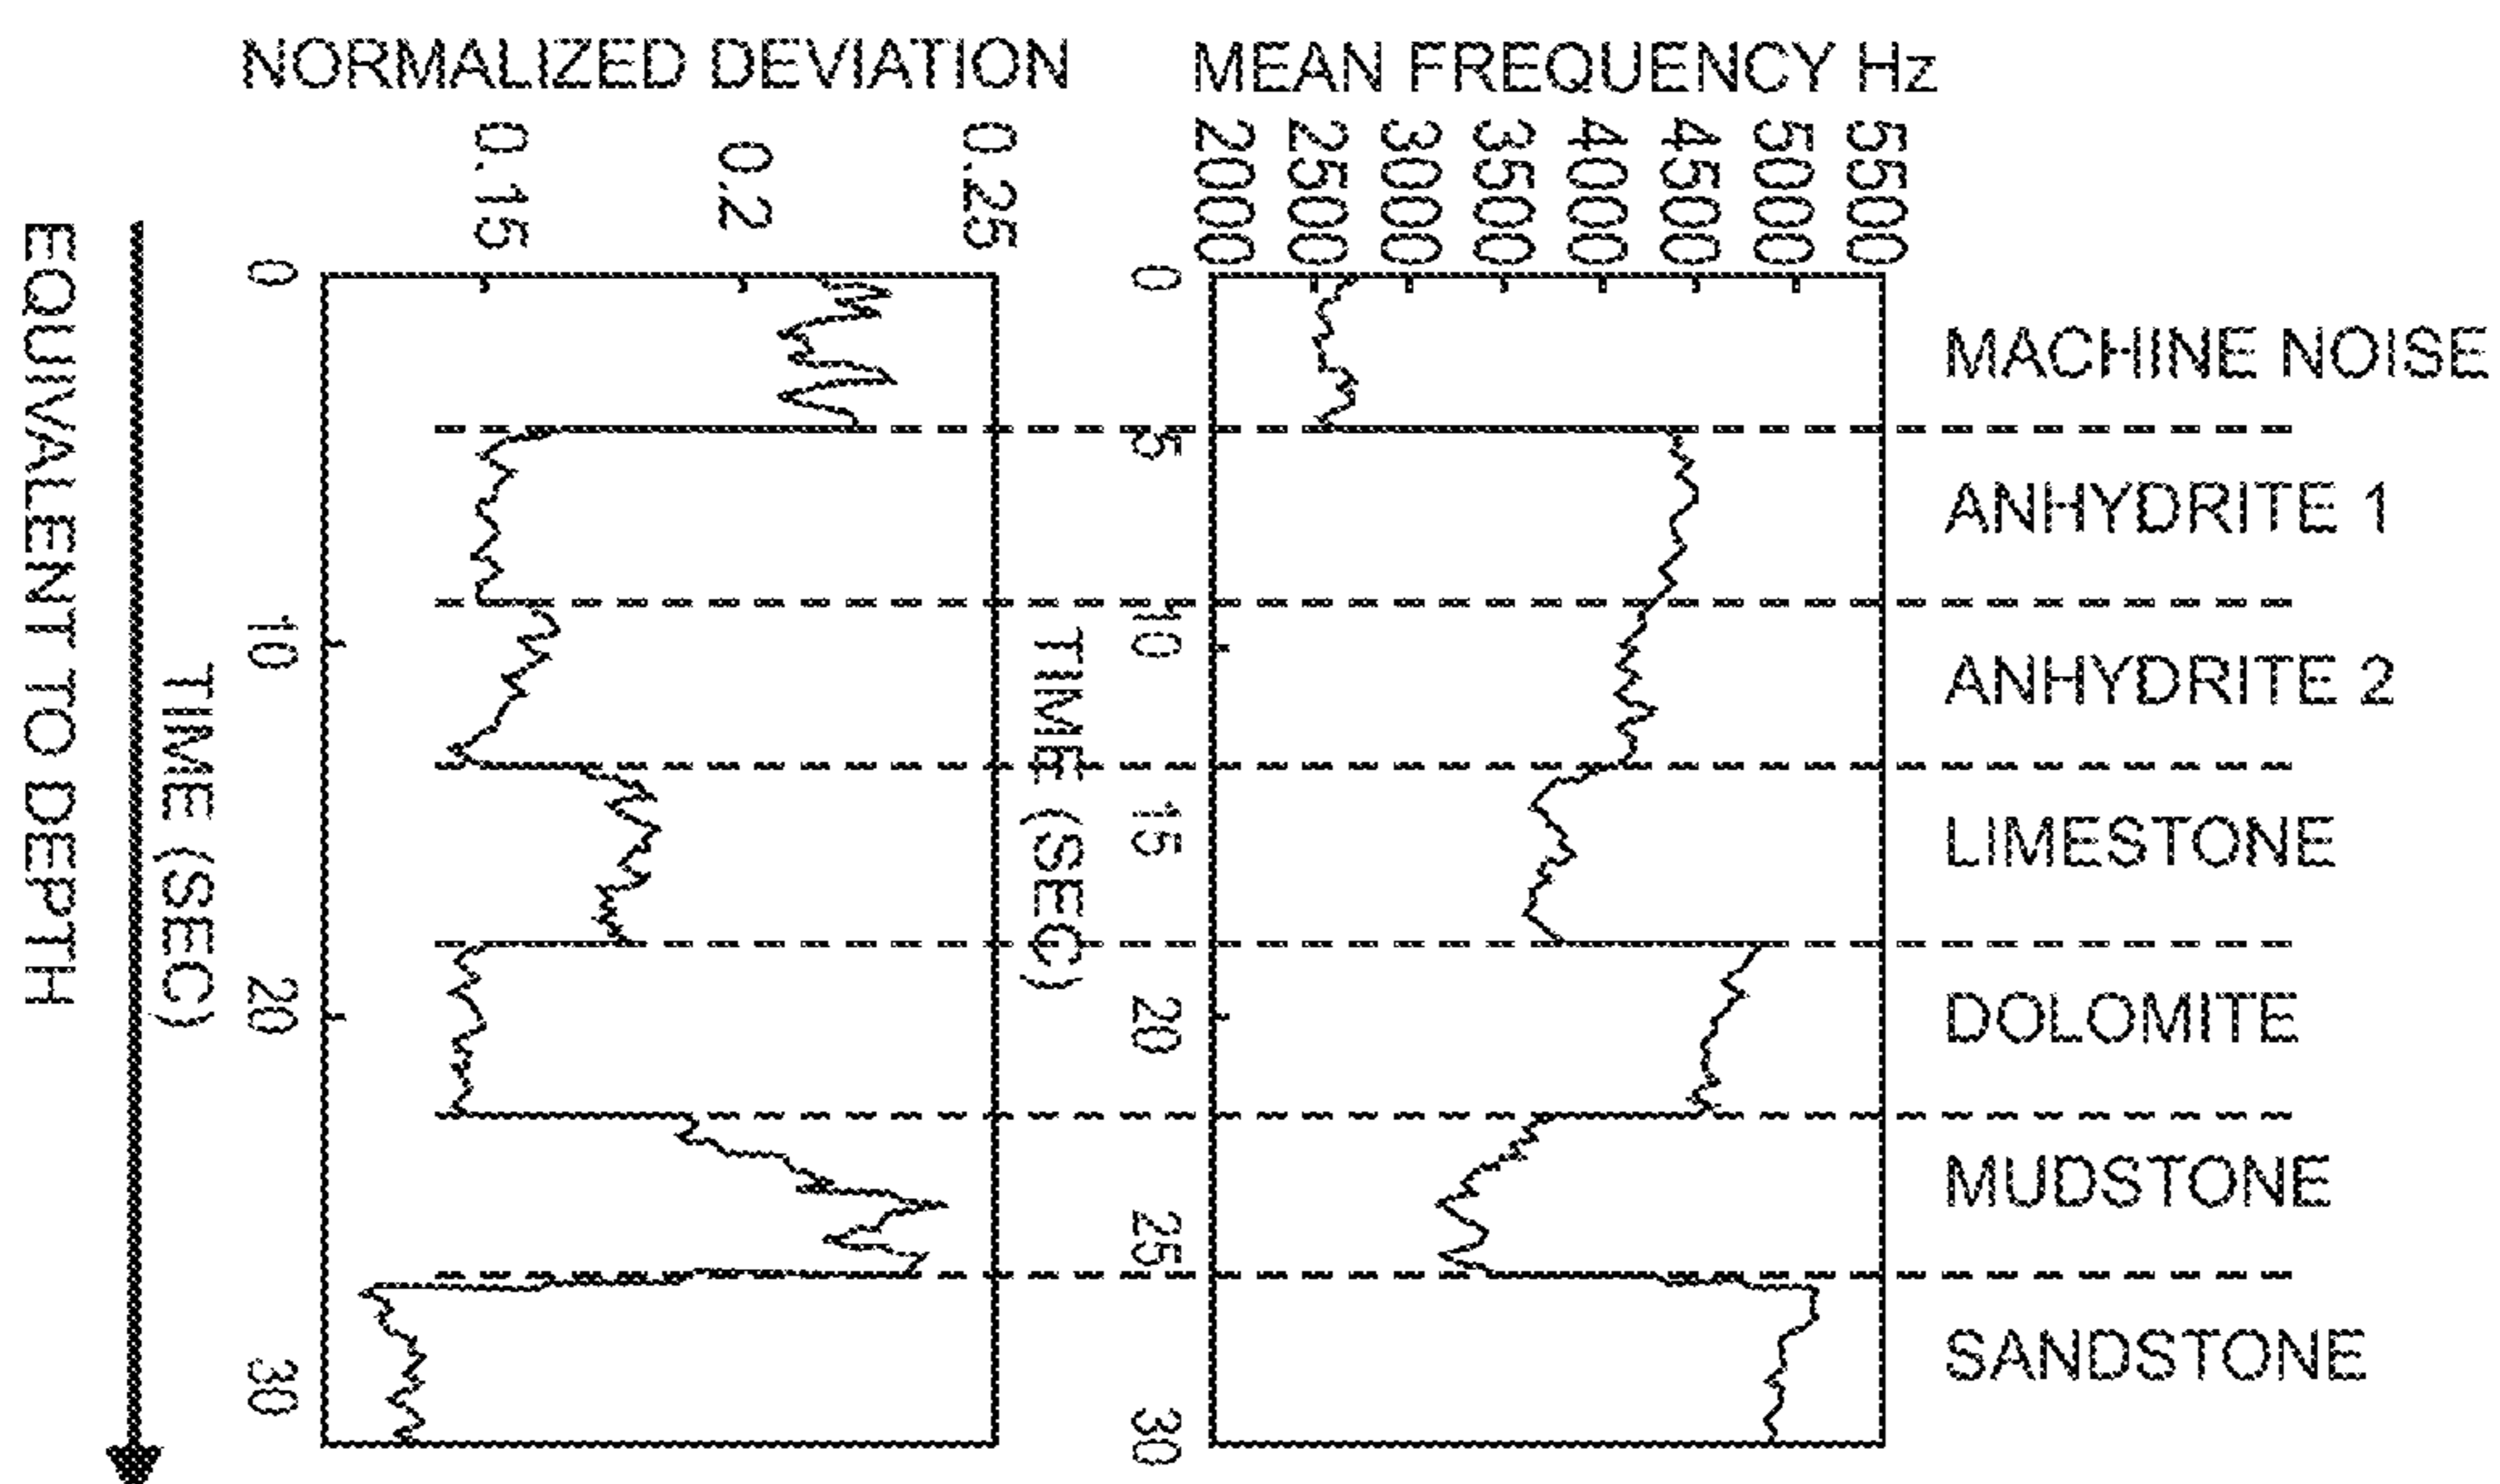 NORMALIZED DEVIATION
0.15
0.2
0.25
MEAN FREQUENCY Hz
2000
2500
3000
3500
4000
4500
5000
5500
EQUIVALENT TO DEPTH
TIME (SEC)
0
10
20
30
TIME (SEC)
0
5
10
15
20
25
30
MACHINE NOISE
ANHYDRITE 1
ANHYDRITE 2
LIMESTONE
DOLOMITE
MUDSTONE
SANDSTONE